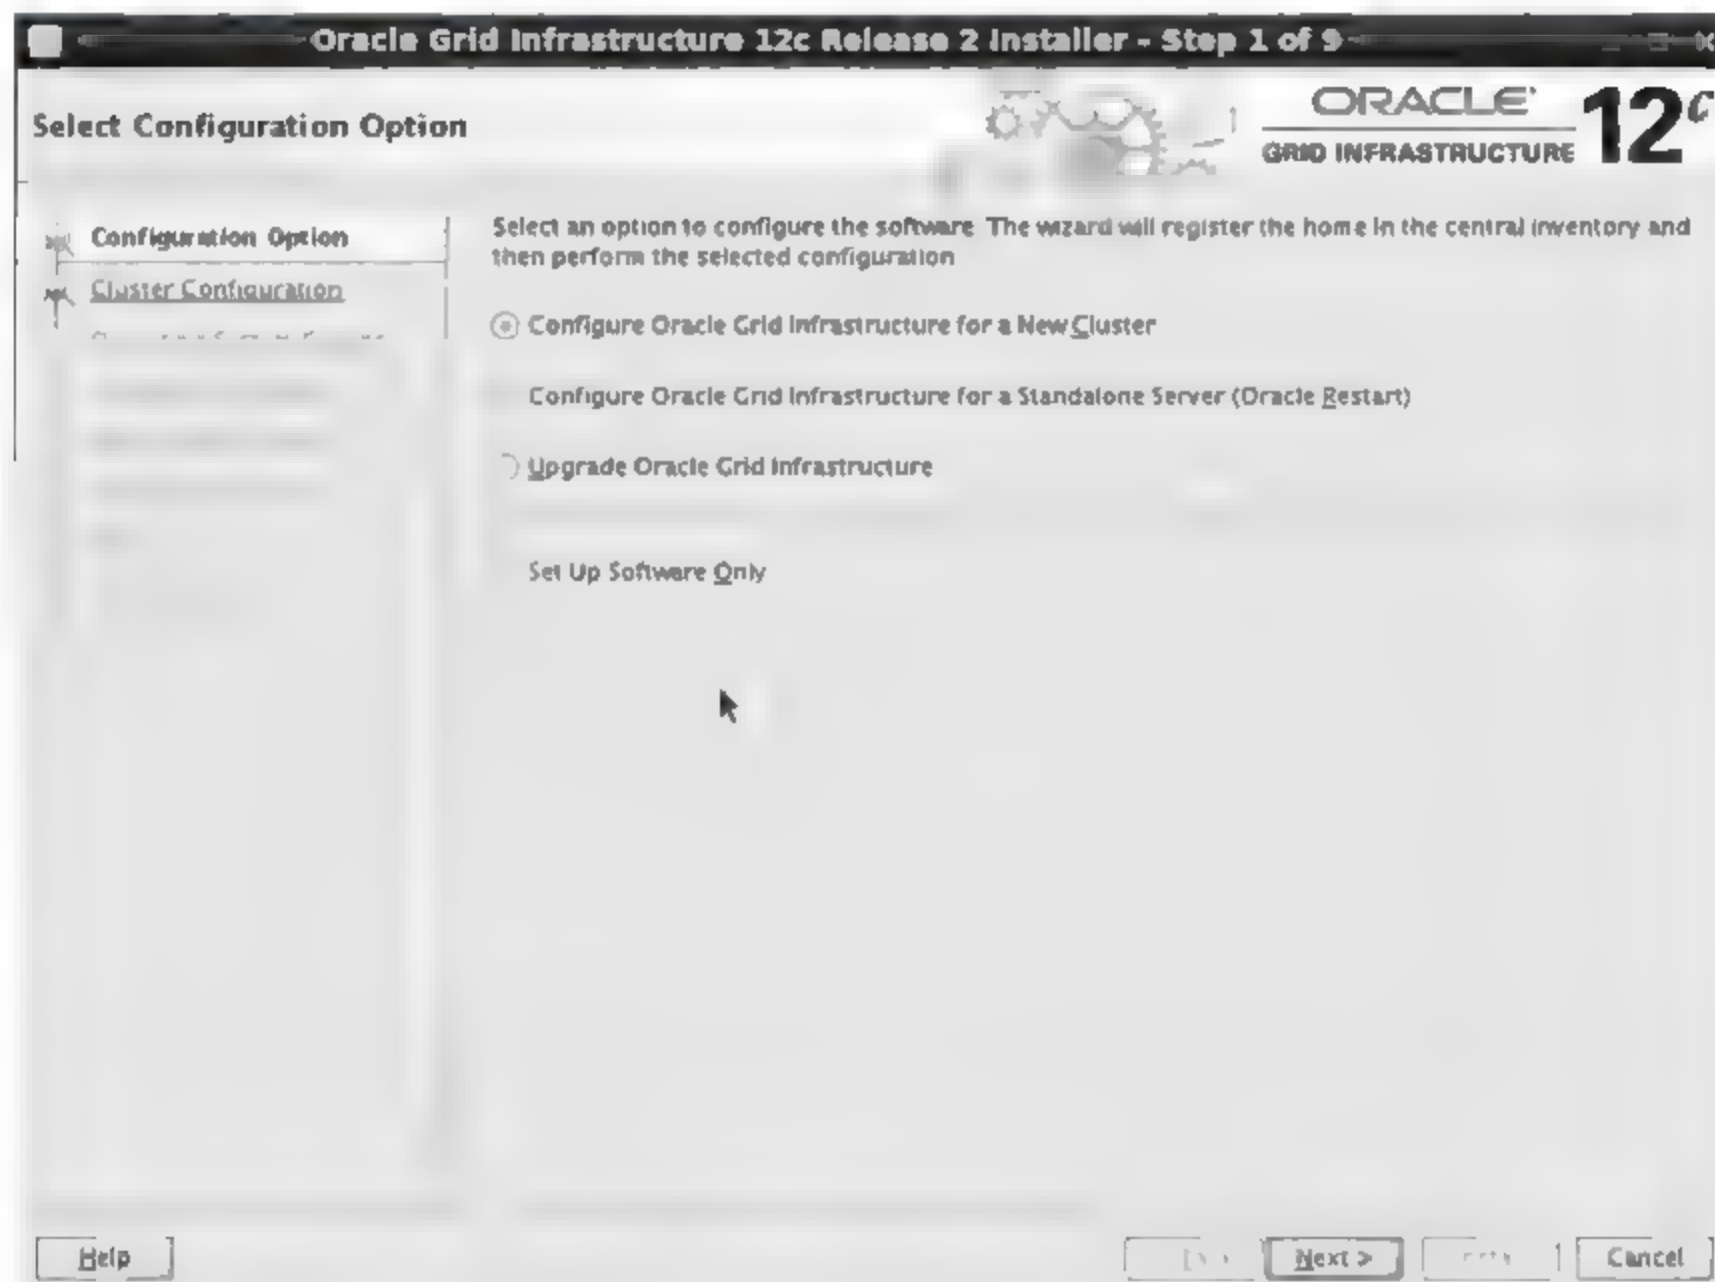 Oracle Grid Infrastructure 12c Release 2 Installer - Step 1 of 9
Select Configuration Option
ORACLE 12c
GRID INFRASTRUCTURE
Configuration Option
Cluster Configuration
Select an option to configure the software. The wizard will register the home in the central inventory and
then perform the selected configuration
Configure Oracle Grid Infrastructure for a New Cluster
Configure Oracle Grid Infrastructure for a Standalone Server (Oracle Restart)
Upgrade Oracle Grid Infrastructure
Set Up Software Only
Help
Next >
Cancel